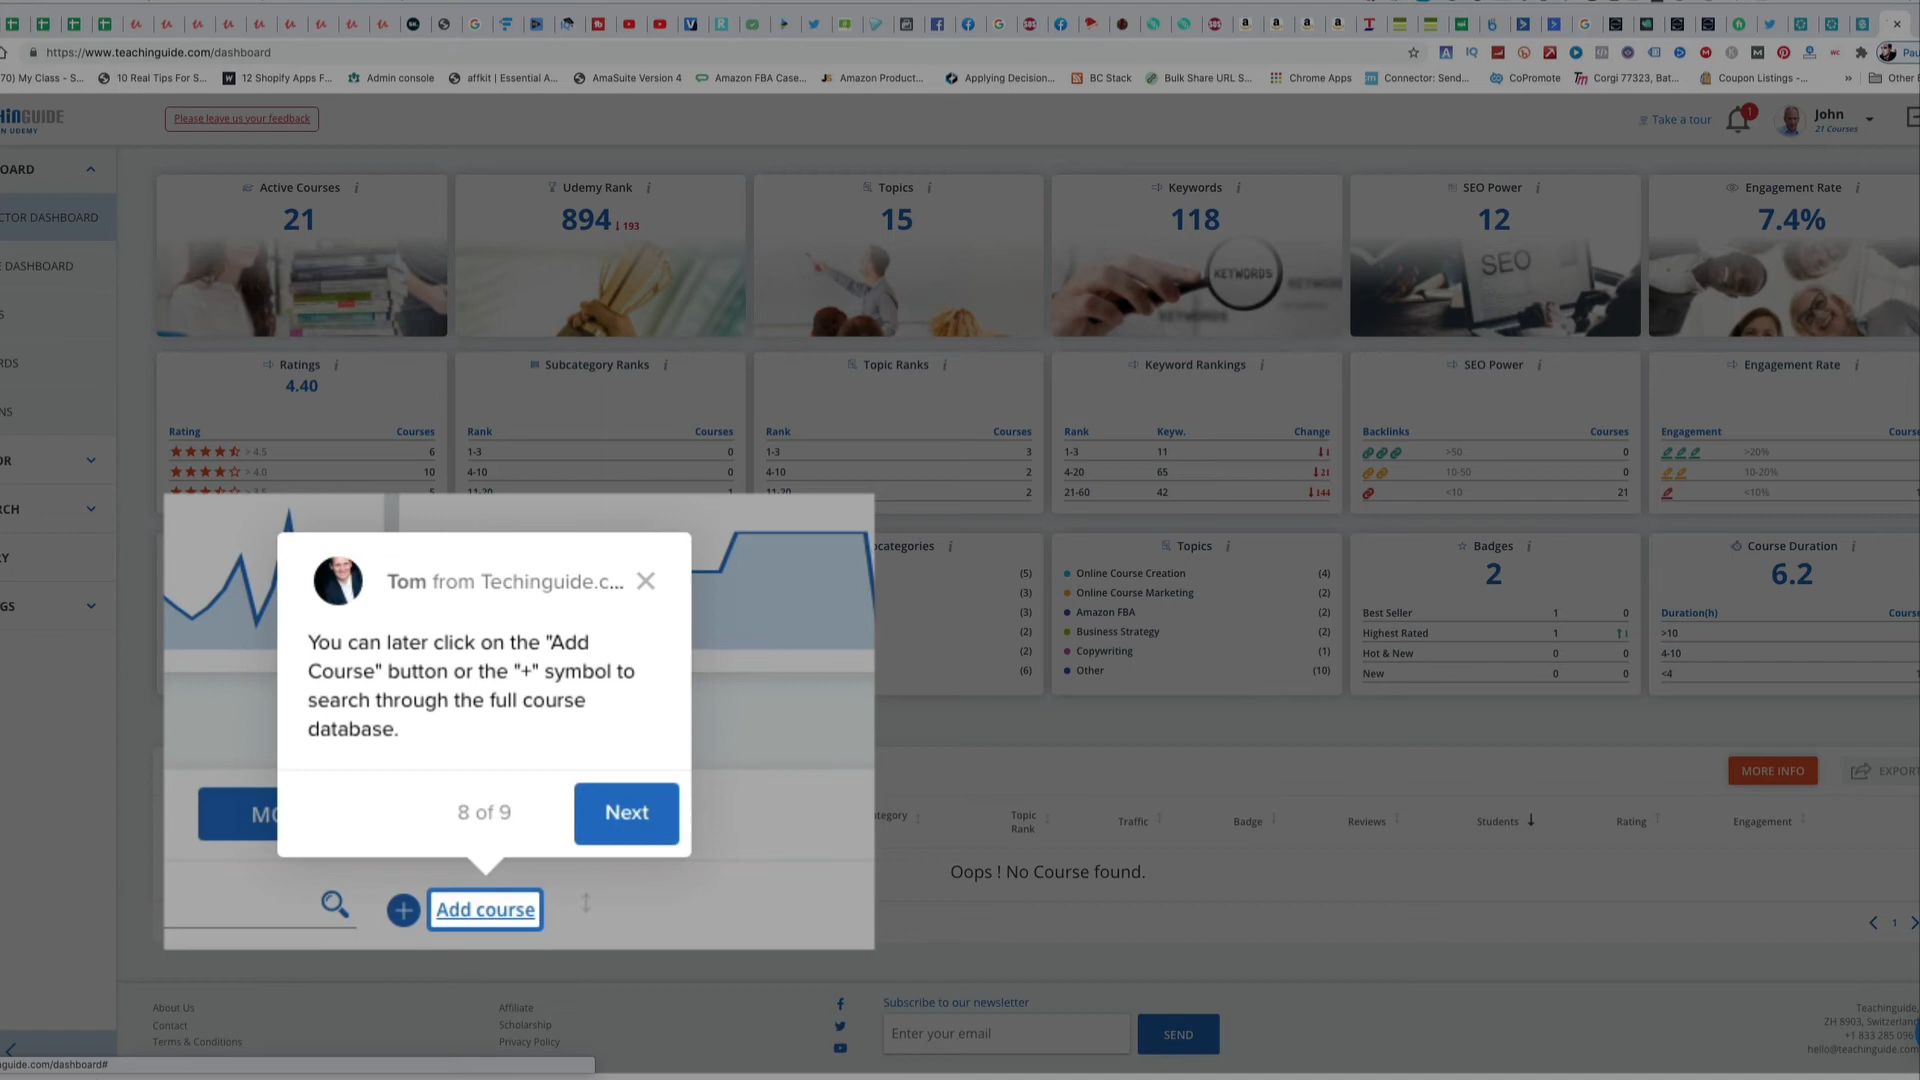 https://www.teachinguide.com/dashboard
70) My Class - S...
10 Real Tips For S...
12 Shopify Apps F...
Admin console
affkit | Essential A...
AmaSuite Version 4
Amazon FBA Case...
Amazon Product...
Applying Decision...
BC Stack
Bulk Share URL S...
Chrome Apps
Connector: Send...
CoPromote
Corgi 77323, Bat...
Coupon Listings -...
»
Please leave us your feedback
Take a tour
1
John
21 Courses
Active Courses
21
Udemy Rank
894 193
Topics
15
Keywords
118
SEO Power
12
Engagement Rate
7.4%
KEYWORDS
SEO
Ratings
4.40
Rating Courses
> 4.5 6
> 4.0 10
Subcategory Ranks
Rank Courses
1-3 0
4-10 0
11-20 1
Topic Ranks
Rank Courses
1-3 3
4-10 2
11-20 2
Keyword Rankings
Rank Keyw. Change
1-3 11 1
4-20 65 21
21-60 42 144
SEO Power
Backlinks Courses
>50 0
10-50 0
<10 21
Engagement Rate
Engagement
>20%
10-20%
<10%
Tom from Techinguide.c...
You can later click on the "Add
Course" button or the "+" symbol to
search through the full course
database.
8 of 9
Next
Add course
(5)
(3)
(3)
(2)
(2)
(6)
Topics
Online Course Creation (4)
Online Course Marketing (2)
Amazon FBA (2)
Business Strategy (2)
Copywriting (1)
Other (10)
Badges
2
Best Seller 1 0
Highest Rated 1 1
Hot & New 0 0
New 0 0
Course Duration
6.2
Duration(h)
>10
4-10
<4
MORE INFO
EXPORT
Topic
Rank
Traffic
Badge
Reviews
Students
Rating
Engagement
Oops ! No Course found.
1
About Us
Contact
Terms & Conditions
Affiliate
Scholarship
Privacy Policy
Subscribe to our newsletter
Enter your email
SEND
Teachinguide,
ZH 8903, Switzerland
+1 833 285 096
hello@teachinguide.com
nguide.com/dashboard#